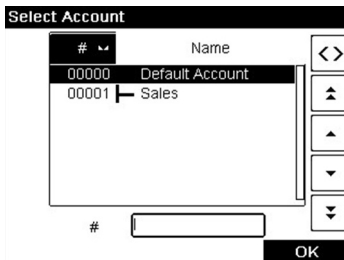 Select Account
# Name
00000 Default Account
00001 Sales
#
OK